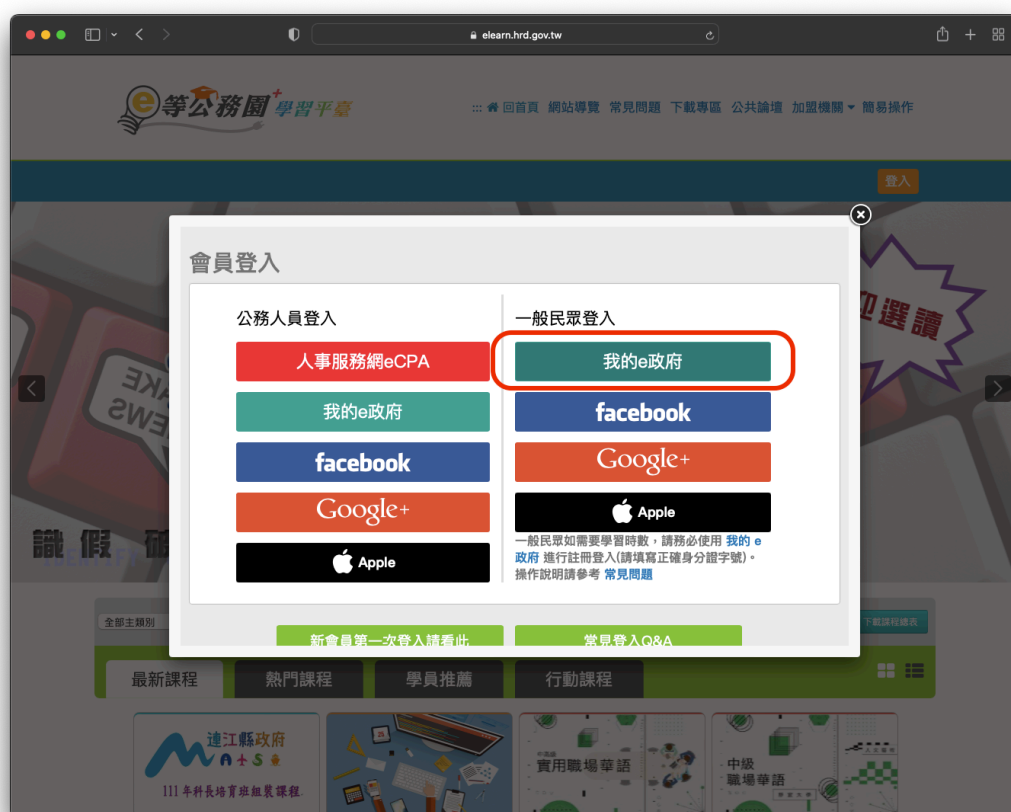 elearn.hrd.gov.tw
e等公務園+學習平臺
::: 回首頁 網站導覽 常見問題 下載專區 公共論壇 加盟機關 簡易操作
登入
會員登入
公務人員登入
人事服務網eCPA
我的e政府
facebook
Google+
Apple
一般民眾登入
我的e政府
facebook
Google+
Apple
一般民眾如需要學習時數，請務必使用 我的 e
政府 進行註冊登入(請填寫正確身分證字號)。
操作說明請參考 常見問題
新會員第一次登入請看此
常見登入Q&A
迎選讀
識 假 破
全部主類別
下載課程總表
最新課程
熱門課程
學員推薦
行動課程
連江縣政府
111 年科長培育班組裝課程
中高級
實用職場華語
中級
職場華語